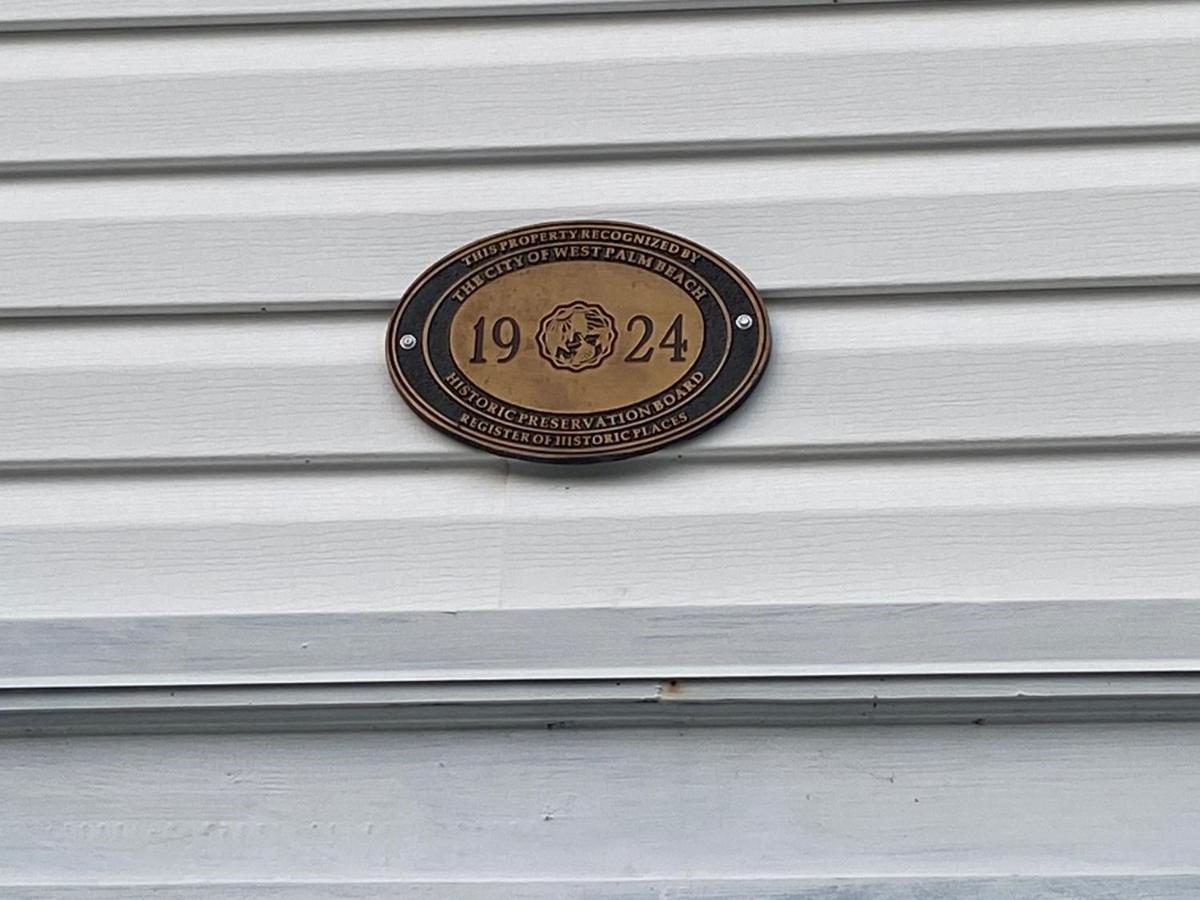 THIS PROPERTY RECOGNIZED BY
THE CITY OF WEST PALM BEACH
19 24
HISTORIC PRESERVATION BOARD
REGISTER OF HISTORIC PLACES